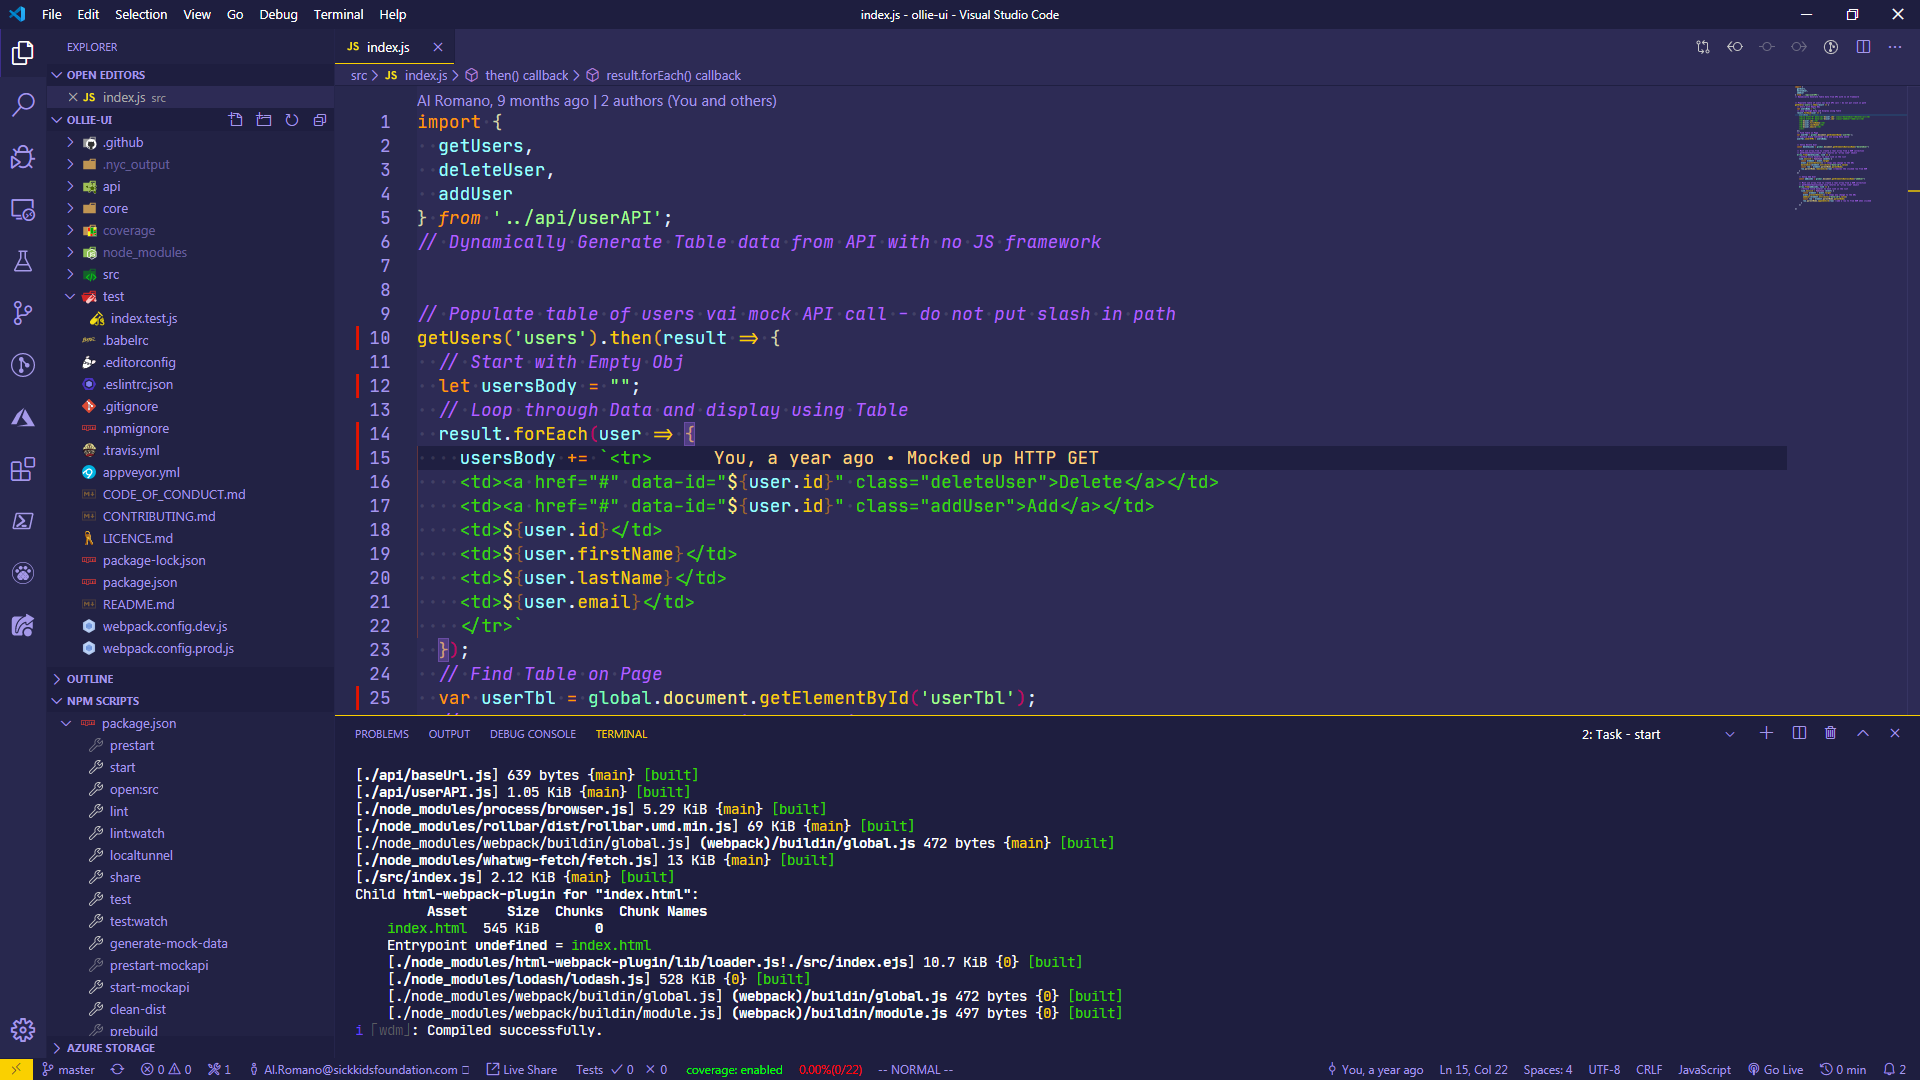 File Edit Selection View Go Debug Terminal Help
index.js - ollie-ui - Visual Studio Code
EXPLORER
OPEN EDITORS
JS index.js src
OLLIE-UI
.github
.nyc_output
api
core
coverage
node_modules
src
test
index.test.js
.babelrc
.editorconfig
.eslintrc.json
.gitignore
.npmignore
.travis.yml
appveyor.yml
CODE_OF_CONDUCT.md
CONTRIBUTING.md
LICENCE.md
package-lock.json
package.json
README.md
webpack.config.dev.js
webpack.config.prod.js
OUTLINE
NPM SCRIPTS
package.json
prestart
start
open:src
lint
lint:watch
localtunnel
share
test
test:watch
generate-mock-data
prestart-mockapi
start-mockapi
clean-dist
prebuild
AZURE STORAGE
JS index.js
src > JS index.js > then() callback > result.forEach() callback
Al Romano, 9 months ago | 2 authors (You and others)
1 import {
2 getUsers,
3 deleteUser,
4 addUser
5 } from '../api/userAPI';
6 // Dynamically Generate Table data from API with no JS framework
7
8
9 // Populate table of users vai mock API call - do not put slash in path
10 getUsers('users').then(result => {
11 // Start with Empty Obj
12 let usersBody = "";
13 // Loop through Data and display using Table
14 result.forEach(user => {
15 usersBody += `<tr> You, a year ago • Mocked up HTTP GET
16 <td><a href="#" data-id="${user.id}" class="deleteUser">Delete</a></td>
17 <td><a href="#" data-id="${user.id}" class="addUser">Add</a></td>
18 <td>${user.id}</td>
19 <td>${user.firstName}</td>
20 <td>${user.lastName}</td>
21 <td>${user.email}</td>
22 </tr>`
23 });
24 // Find Table on Page
25 var userTbl = global.document.getElementById('userTbl');
PROBLEMS OUTPUT DEBUG CONSOLE TERMINAL 2: Task - start
[./api/baseUrl.js] 639 bytes {main} [built]
[./api/userAPI.js] 1.05 KiB {main} [built]
[./node_modules/process/browser.js] 5.29 KiB {main} [built]
[./node_modules/rollbar/dist/rollbar.umd.min.js] 69 KiB {main} [built]
[./node_modules/webpack/buildin/global.js] (webpack)/buildin/global.js 472 bytes {main} [built]
[./node_modules/whatwg-fetch/fetch.js] 13 KiB {main} [built]
[./src/index.js] 2.12 KiB {main} [built]
Child html-webpack-plugin for "index.html":
Asset Size Chunks Chunk Names
index.html 545 KiB 0
Entrypoint undefined = index.html
[./node_modules/html-webpack-plugin/lib/loader.js!./src/index.ejs] 10.7 KiB {0} [built]
[./node_modules/lodash/lodash.js] 528 KiB {0} [built]
[./node_modules/webpack/buildin/global.js] (webpack)/buildin/global.js 472 bytes {0} [built]
[./node_modules/webpack/buildin/module.js] (webpack)/buildin/module.js 497 bytes {0} [built]
i ｢wdm｣: Compiled successfully.
master 0 0 1 Al.Romano@sickkidsfoundation.com Live Share Tests ✓ 0 × 0 coverage: enabled 0.00%(0/22) -- NORMAL -- You, a year ago Ln 15, Col 22 Spaces: 4 UTF-8 CRLF JavaScript Go Live 0 min 2